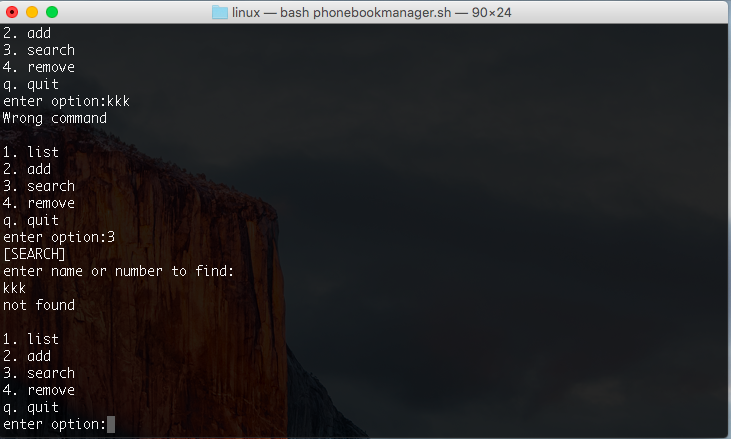 linux — bash phonebookmanager.sh — 90×24
2. add
3. search
4. remove
q. quit
enter option:kkk
Wrong command
1. list
2. add
3. search
4. remove
q. quit
enter option:3
[SEARCH]
enter name or number to find:
kkk
not found
1. list
2. add
3. search
4. remove
q. quit
enter option: